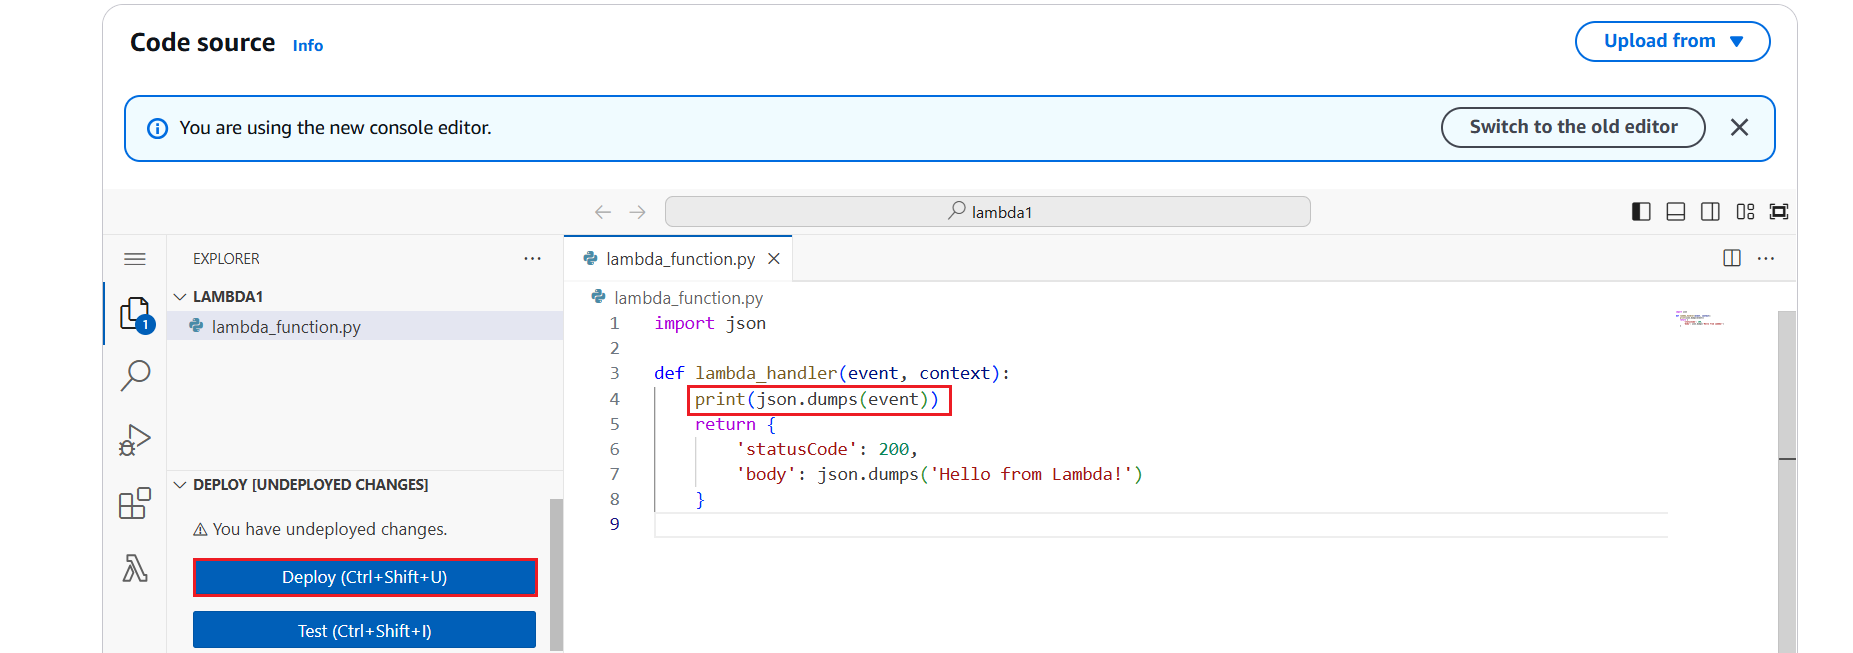 Code source Info
Upload from
You are using the new console editor.
Switch to the old editor
lambda1
EXPLORER
LAMBDA1
1
lambda_function.py
DEPLOY [UNDEPLOYED CHANGES]
You have undeployed changes.
Deploy (Ctrl+Shift+U)
Test (Ctrl+Shift+I)
lambda_function.py
lambda_function.py
1 import json
2
3 def lambda_handler(event, context):
4     print(json.dumps(event))
5     return {
6         'statusCode': 200,
7         'body': json.dumps('Hello from Lambda!')
8     }
9